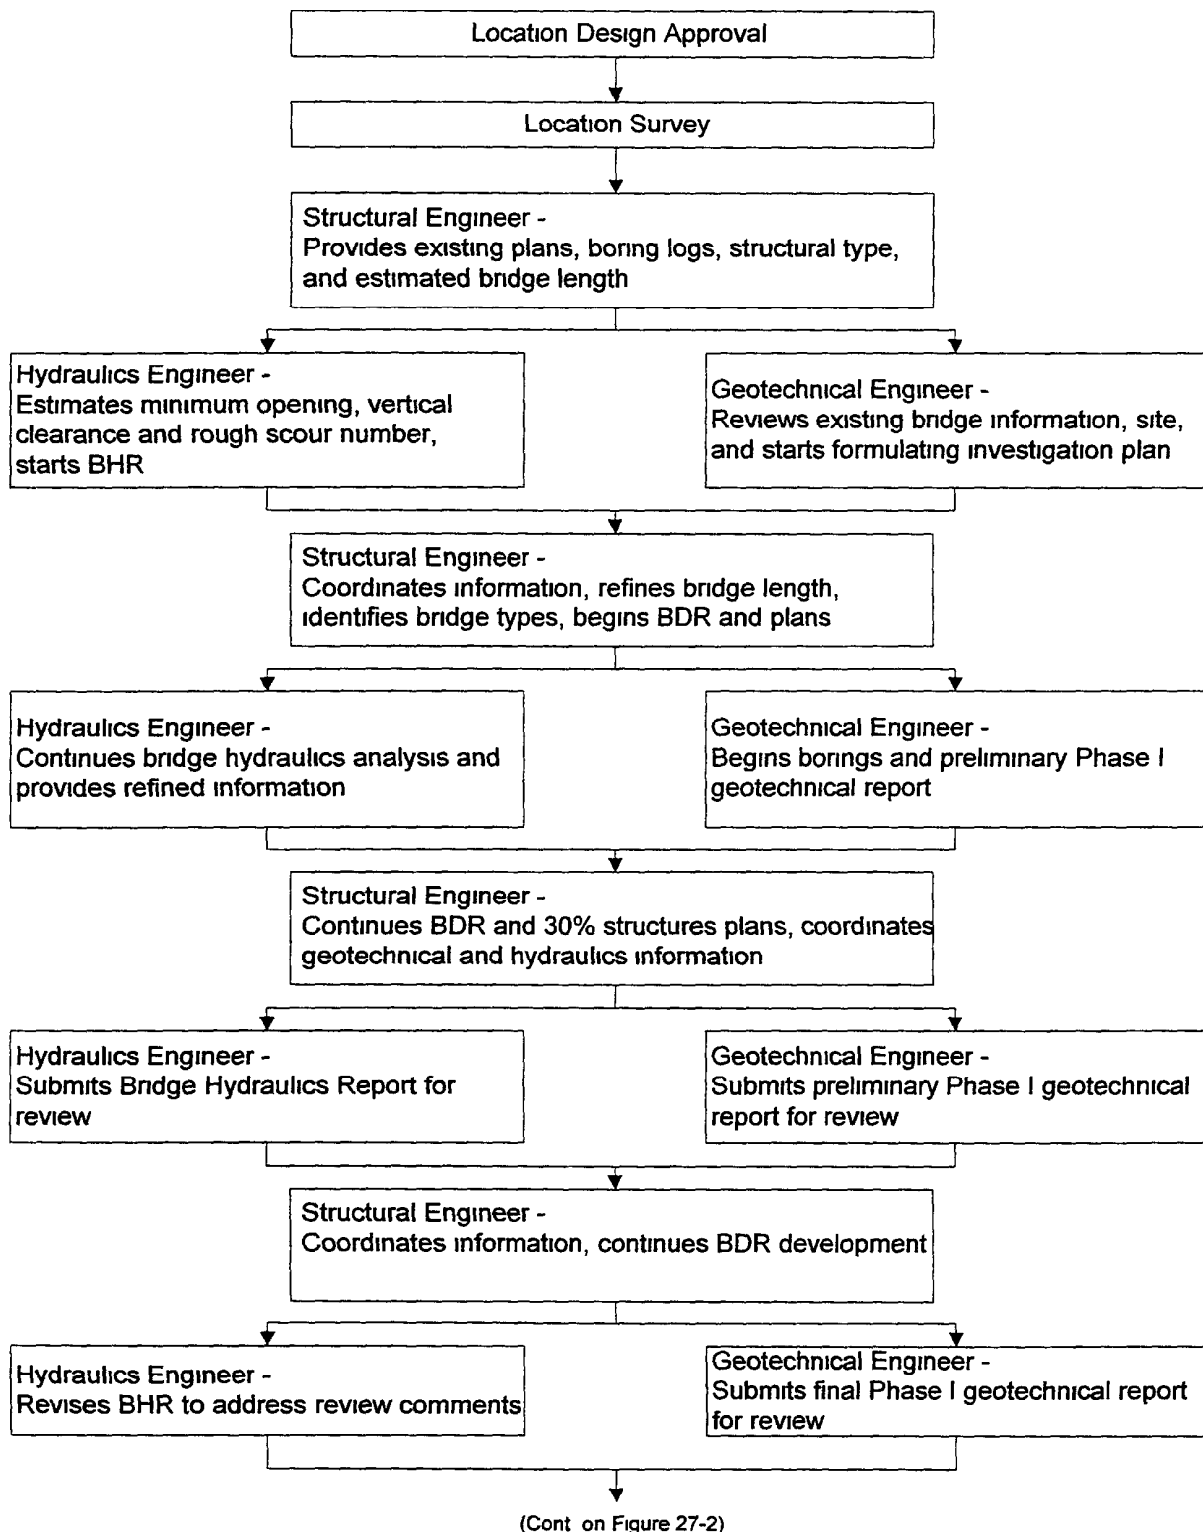 Location Design Approval
Location Survey
Structural Engineer -
Provides existing plans, boring logs, structural type,
and estimated bridge length
Hydraulics Engineer -
Estimates minimum opening, vertical
clearance and rough scour number,
starts BHR
Geotechnical Engineer -
Reviews existing bridge information, site,
and starts formulating investigation plan
Structural Engineer -
Coordinates information, refines bridge length,
identifies bridge types, begins BDR and plans
Hydraulics Engineer -
Continues bridge hydraulics analysis and
provides refined information
Geotechnical Engineer -
Begins borings and preliminary Phase I
geotechnical report
Structural Engineer -
Continues BDR and 30% structures plans, coordinates
geotechnical and hydraulics information
Hydraulics Engineer -
Submits Bridge Hydraulics Report for
review
Geotechnical Engineer -
Submits preliminary Phase I geotechnical
report for review
Structural Engineer -
Coordinates information, continues BDR development
Hydraulics Engineer -
Revises BHR to address review comments
Geotechnical Engineer -
Submits final Phase I geotechnical report
for review
(Cont on Figure 27-2)